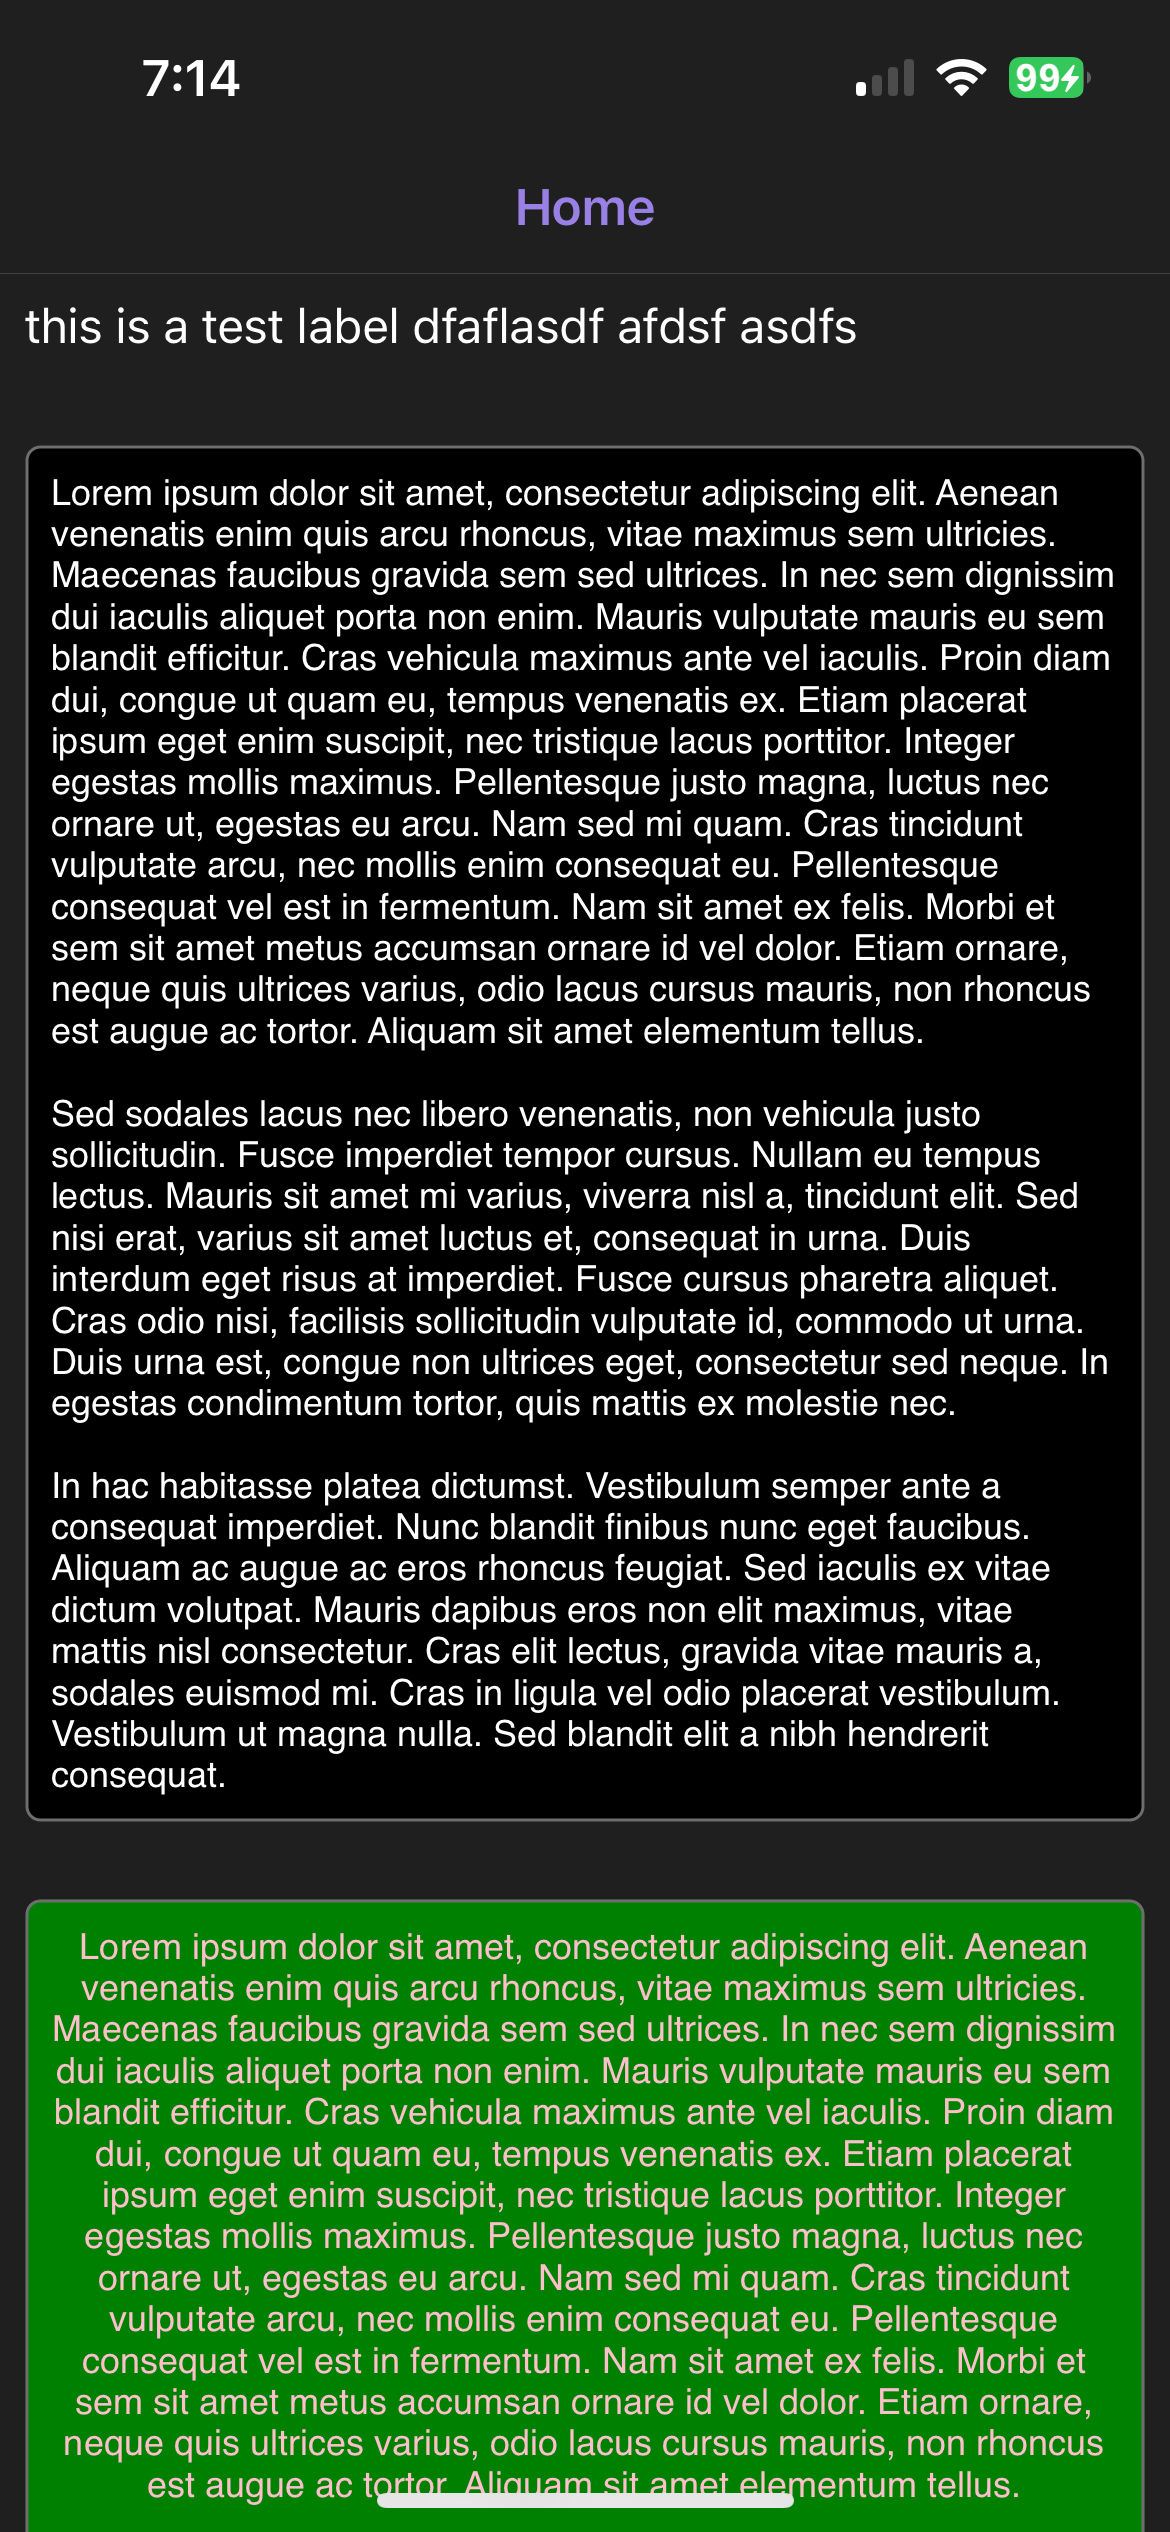 7:14
99
Home
this is a test label dfaflasdf afdsf asdfs
Lorem ipsum dolor sit amet, consectetur adipiscing elit. Aenean
venenatis enim quis arcu rhoncus, vitae maximus sem ultricies.
Maecenas faucibus gravida sem sed ultrices. In nec sem dignissim
dui iaculis aliquet porta non enim. Mauris vulputate mauris eu sem
blandit efficitur. Cras vehicula maximus ante vel iaculis. Proin diam
dui, congue ut quam eu, tempus venenatis ex. Etiam placerat
ipsum eget enim suscipit, nec tristique lacus porttitor. Integer
egestas mollis maximus. Pellentesque justo magna, luctus nec
ornare ut, egestas eu arcu. Nam sed mi quam. Cras tincidunt
vulputate arcu, nec mollis enim consequat eu. Pellentesque
consequat vel est in fermentum. Nam sit amet ex felis. Morbi et
sem sit amet metus accumsan ornare id vel dolor. Etiam ornare,
neque quis ultrices varius, odio lacus cursus mauris, non rhoncus
est augue ac tortor. Aliquam sit amet elementum tellus.
Sed sodales lacus nec libero venenatis, non vehicula justo
sollicitudin. Fusce imperdiet tempor cursus. Nullam eu tempus
lectus. Mauris sit amet mi varius, viverra nisl a, tincidunt elit. Sed
nisi erat, varius sit amet luctus et, consequat in urna. Duis
interdum eget risus at imperdiet. Fusce cursus pharetra aliquet.
Cras odio nisi, facilisis sollicitudin vulputate id, commodo ut urna.
Duis urna est, congue non ultrices eget, consectetur sed neque. In
egestas condimentum tortor, quis mattis ex molestie nec.
In hac habitasse platea dictumst. Vestibulum semper ante a
consequat imperdiet. Nunc blandit finibus nunc eget faucibus.
Aliquam ac augue ac eros rhoncus feugiat. Sed iaculis ex vitae
dictum volutpat. Mauris dapibus eros non elit maximus, vitae
mattis nisl consectetur. Cras elit lectus, gravida vitae mauris a,
sodales euismod mi. Cras in ligula vel odio placerat vestibulum.
Vestibulum ut magna nulla. Sed blandit elit a nibh hendrerit
consequat.
Lorem ipsum dolor sit amet, consectetur adipiscing elit. Aenean
venenatis enim quis arcu rhoncus, vitae maximus sem ultricies.
Maecenas faucibus gravida sem sed ultrices. In nec sem dignissim
dui iaculis aliquet porta non enim. Mauris vulputate mauris eu sem
blandit efficitur. Cras vehicula maximus ante vel iaculis. Proin diam
dui, congue ut quam eu, tempus venenatis ex. Etiam placerat
ipsum eget enim suscipit, nec tristique lacus porttitor. Integer
egestas mollis maximus. Pellentesque justo magna, luctus nec
ornare ut, egestas eu arcu. Nam sed mi quam. Cras tincidunt
vulputate arcu, nec mollis enim consequat eu. Pellentesque
consequat vel est in fermentum. Nam sit amet ex felis. Morbi et
sem sit amet metus accumsan ornare id vel dolor. Etiam ornare,
neque quis ultrices varius, odio lacus cursus mauris, non rhoncus
est augue ac tortor. Aliquam sit amet elementum tellus.